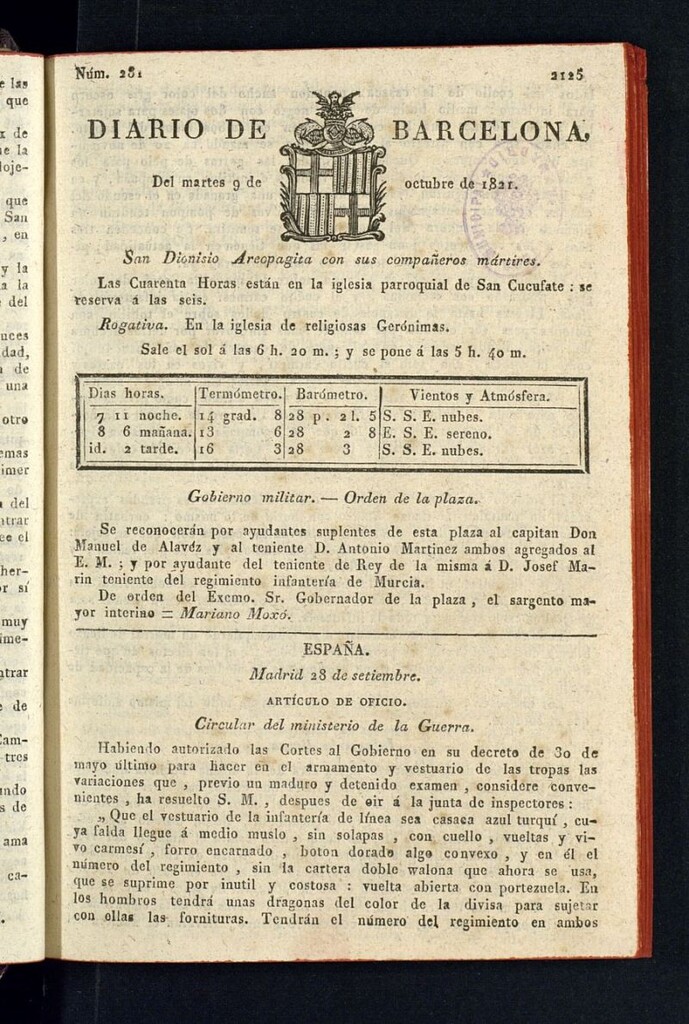 Núm. 281 2125
DIARIO DE BARCELONA,
Del martes 9 de octubre de 1821.
San Dionisio Areopagita con sus compañeros mártires.
Las Cuarenta Horas están en la iglesia parroquial de San Cucufate : se
reserva á las seis.
Rogativa. En la iglesia de religiosas Gerónimas.
Sale el sol á las 6 h. 20 m. ; y se pone á las 5 h. 40 m.
Dias horas. Termómetro. Barómetro. Vientos y Atmósfera.
7 11 noche. 14 grad. 8 28 p. 2 l. 5 S. S. E. nubes.
8 6 mañana. 13 6 28 2 8 E. S. E. sereno.
id. 2 tarde. 16 3 28 3 S. S. E. nubes.
Gobierno militar. — Orden de la plaza.
Se reconocerán por ayudantes suplentes de esta plaza al capitan Don
Manuel de Alavéz y al teniente D. Antonio Martinez ambos agregados al
E. M. ; y por ayudante del teniente de Rey de la misma á D. Josef Ma-
rin teniente del regimiento infantería de Murcia.
De orden del Excmo. Sr. Gobernador de la plaza , el sargento ma-
yor interino = Mariano Moxó.
ESPAÑA.
Madrid 28 de setiembre.
ARTÍCULO DE OFICIO.
Circular del ministerio de la Guerra.
Habiendo autorizado las Cortes al Gobierno en su decreto de 30 de
mayo último para hacer en el armamento y vestuario de las tropas las
variaciones que , previo un maduro y detenido examen , considere conve-
nientes , ha resuelto S. M. , despues de oir á la junta de inspectores :
„ Que el vestuario de la infantería de línea sea casaca azul turquí , cu-
ya falda llegue á medio muslo , sin solapas , con cuello , vueltas y vi-
vo carmesí , forro encarnado , boton dorado algo convexo , y en él el
número del regimiento , sin la cartera doble walona que ahora se usa,
que se suprime por inutil y costosa : vuelta abierta con portezuela. En
los hombros tendrá unas dragonas del color de la divisa para sujetar
con ellas las fornituras. Tendrán el número del regimiento en ambos